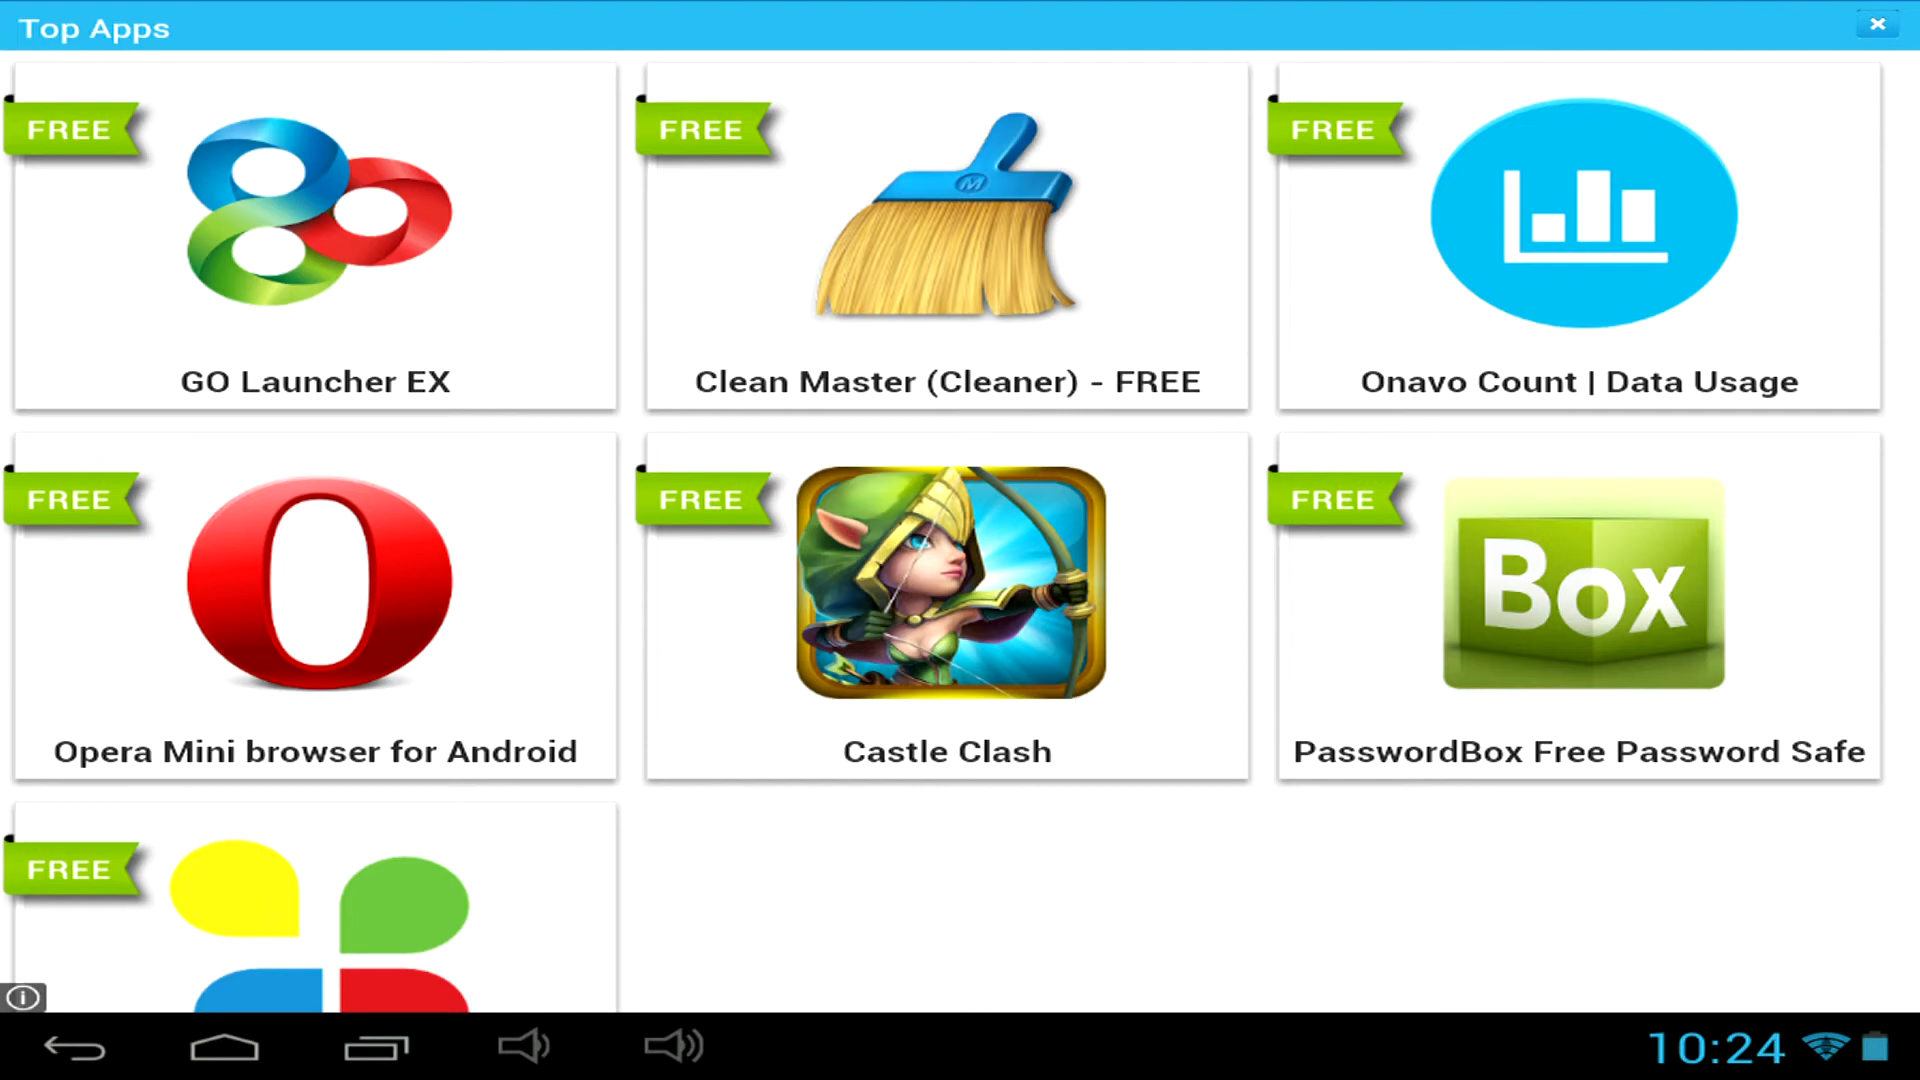 Top Apps
FREE
FREE
FREE
M
GO Launcher EX
Clean Master (Cleaner) - FREE
Onavo Count | Data Usage
FREE
FREE
FREE
Box
Opera Mini browser for Android
Castle Clash
PasswordBox Free Password Safe
FREE
10:24